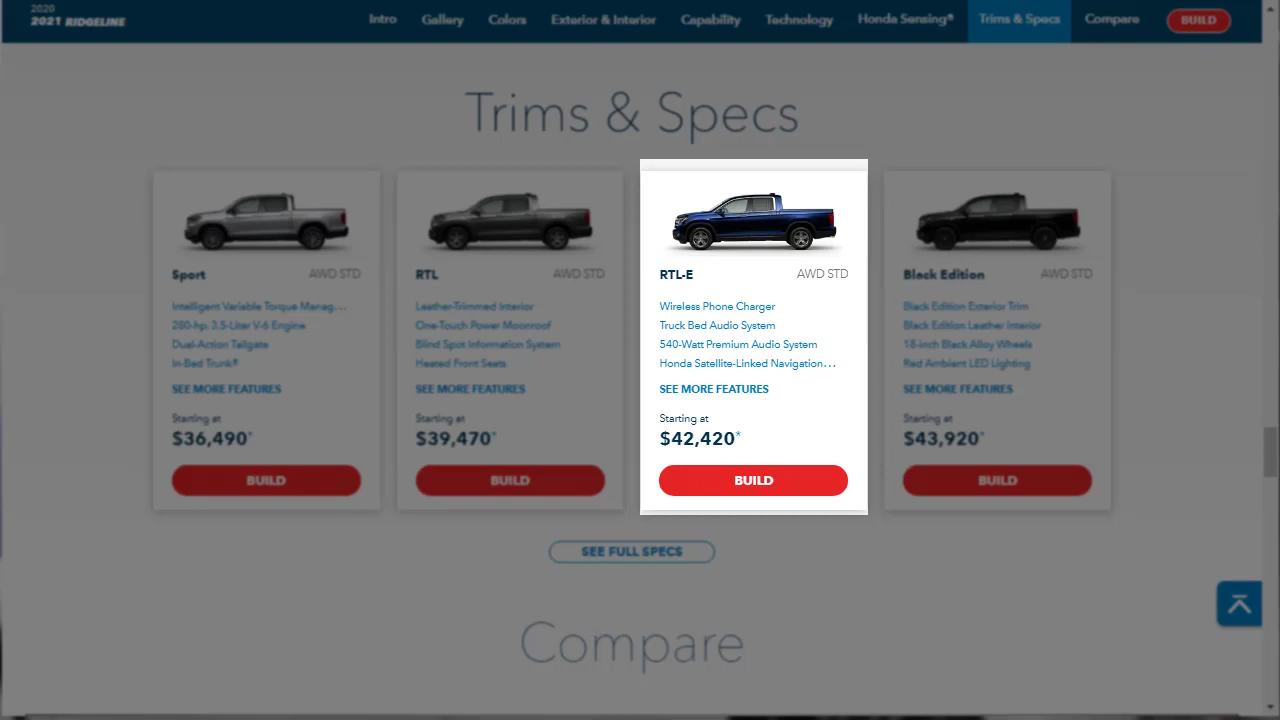 2020
2021 RIDGELINE
Intro
Gallery
Colors
Exterior & Interior
Capability
Technology
Honda Sensing®
Trims & Specs
Compare
BUILD
Trims & Specs
Sport AWD STD
Intelligent Variable Torque Manag...
280-hp, 3.5-Liter V-6 Engine
Dual-Action Tailgate
In-Bed Trunk®
SEE MORE FEATURES
Starting at
$36,490*
BUILD
RTL AWD STD
Leather-Trimmed Interior
One-Touch Power Moonroof
Blind Spot Information System
Heated Front Seats
SEE MORE FEATURES
Starting at
$39,470*
BUILD
RTL-E AWD STD
Wireless Phone Charger
Truck Bed Audio System
540-Watt Premium Audio System
Honda Satellite-Linked Navigation...
SEE MORE FEATURES
Starting at
$42,420*
BUILD
Black Edition AWD STD
Black Edition Exterior Trim
Black Edition Leather Interior
18-inch Black Alloy Wheels
Red Ambient LED Lighting
SEE MORE FEATURES
Starting at
$43,920*
BUILD
SEE FULL SPECS
Compare